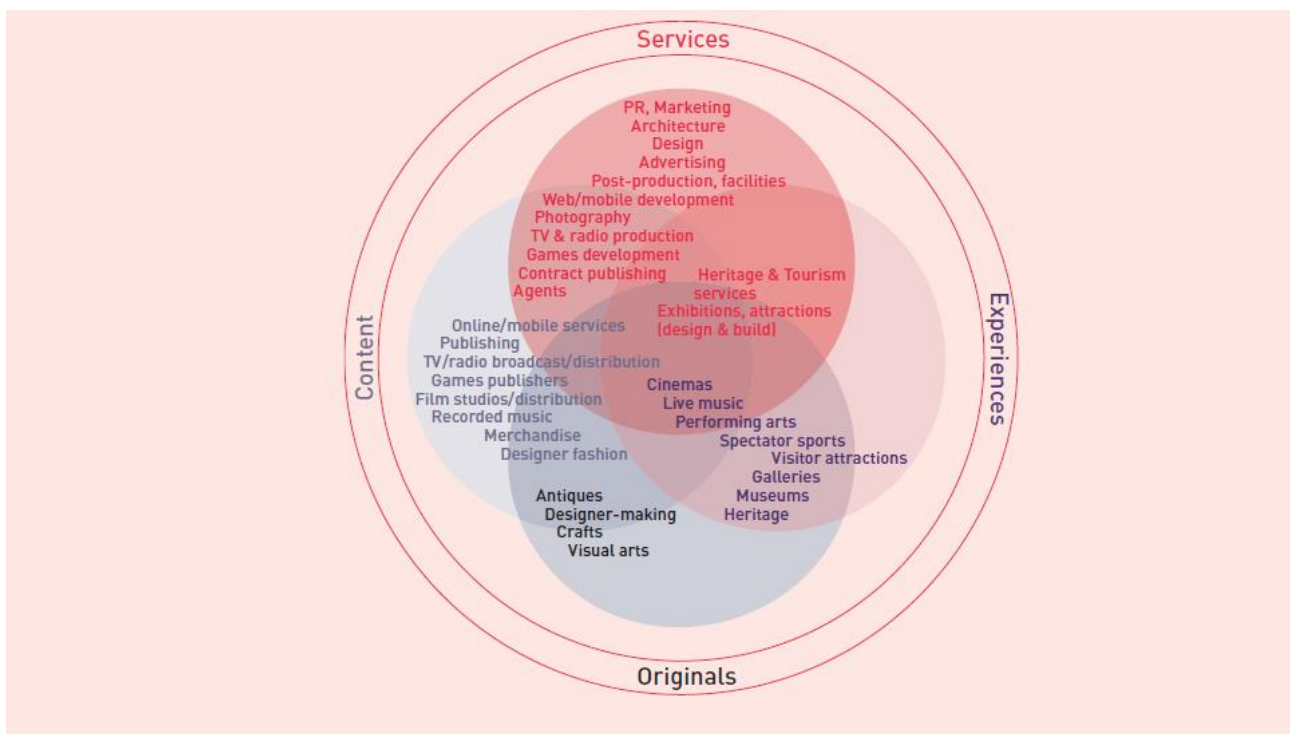 Services
PR, Marketing
Architecture
Design
Advertising
Post-production, facilities
Web/mobile development
Photography
TV & radio production
Games development
Contract publishing
Agents
Heritage & Tourism
services
Exhibitions, attractions
(design & build)
Content
Online/mobile services
Publishing
TV/radio broadcast/distribution
Games publishers
Film studios/distribution
Recorded music
Merchandise
Designer fashion
Experiences
Cinemas
Live music
Performing arts
Spectator sports
Visitor attractions
Galleries
Museums
Heritage
Antiques
Designer-making
Crafts
Visual arts
Originals